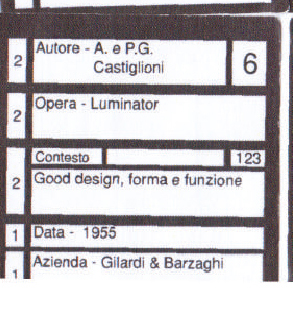 2 Autore - A. e P.G. 6
Castiglioni
2 Opera - Luminator
Contesto 123
2 Good design, forma e funzione
1 Data - 1955
1 Azienda - Gilardi & Barzaghi